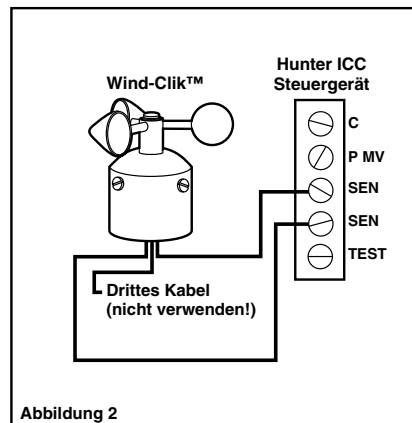 Wind-Clik™
Hunter ICC
Steuergerät
C
P MV
SEN
SEN
TEST
Drittes Kabel
(nicht verwenden!)
Abbildung 2